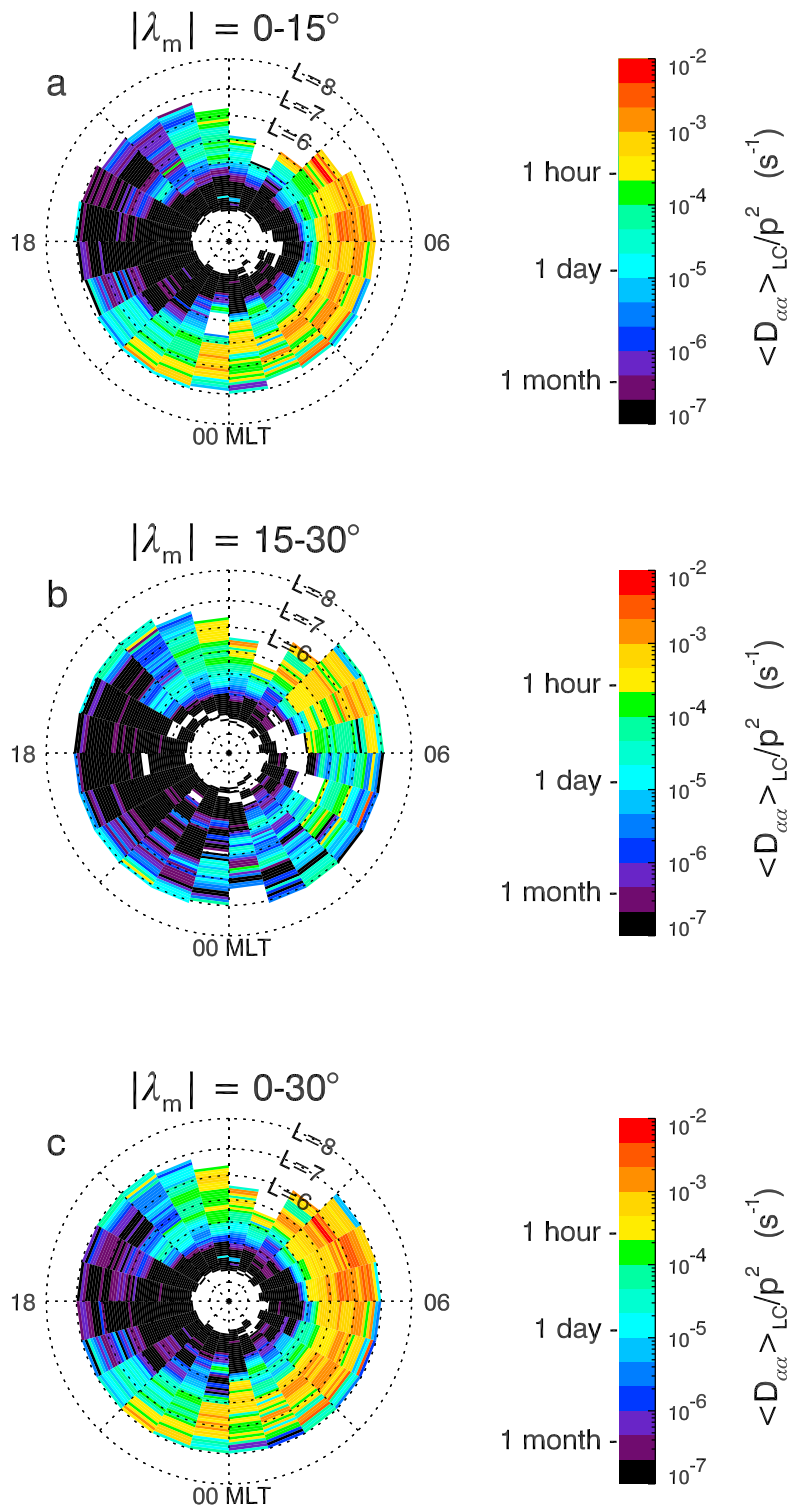 |λm| = 0-15°
a
L=8
L=7
L=6
18
06
00 MLT
10-2
10-3
10-4
10-5
10-6
10-7
1 hour
1 day
1 month
<Dαα>LC/p2 (s-1)
|λm| = 15-30°
b
L=8
L=7
L=6
18
06
00 MLT
10-2
10-3
10-4
10-5
10-6
10-7
1 hour
1 day
1 month
<Dαα>LC/p2 (s-1)
|λm| = 0-30°
c
L=8
L=7
L=6
18
06
00 MLT
10-2
10-3
10-4
10-5
10-6
10-7
1 hour
1 day
1 month
<Dαα>LC/p2 (s-1)